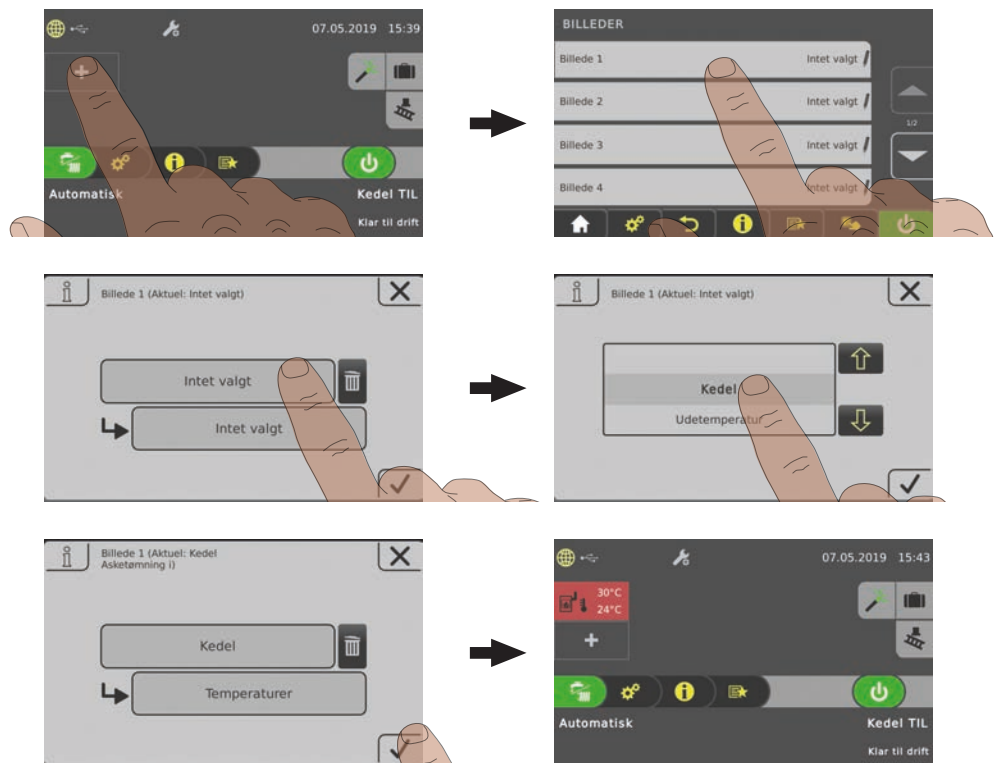 07.05.2019 15:39
+
Automatisk
Kedel TIL
Klar til drift
BILLEDER
Billede 1 Intet valgt
Billede 2 Intet valgt
1/2
Billede 3 Intet valgt
Billede 4 Intet valgt
Billede 1 (Aktuel: Intet valgt)
Intet valgt
Intet valgt
Billede 1 (Aktuel: Intet valgt)
Kedel
Udetemperatur
Billede 1 (Aktuel: Kedel
Asketømning i)
Kedel
Temperaturer
07.05.2019 15:43
30°C
24°C
+
Automatisk
Kedel TIL
Klar til drift